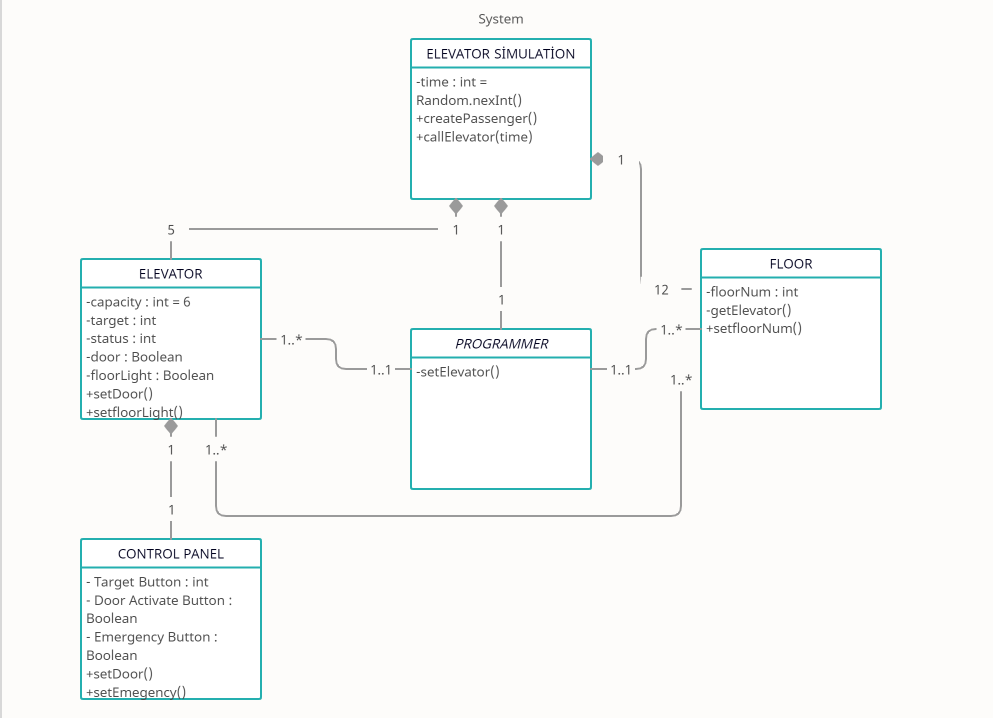 System
ELEVATOR SİMULATİON
-time : int =
Random.nexInt()
+createPassenger()
+callElevator(time)
1
5
1
1
ELEVATOR
-capacity : int = 6
-target : int
-status : int
-door : Boolean
-floorLight : Boolean
+setDoor()
+setfloorLight()
FLOOR
-floorNum : int
-getElevator()
+setfloorNum()
12
1
1..*
1..1
PROGRAMMER
-setElevator()
1..1
1..*
1..*
1
1..*
1
CONTROL PANEL
- Target Button : int
- Door Activate Button :
Boolean
- Emergency Button :
Boolean
+setDoor()
+setEmegency()